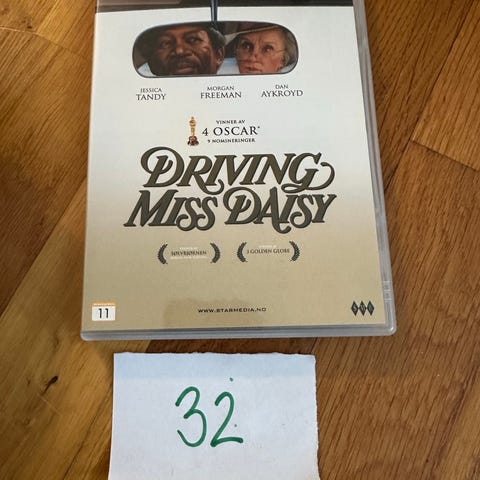 JESSICA
TANDY
MORGAN
FREEMAN
DAN
AYKROYD
VINNER AV
4 OSCAR®
9 NOMINERINGER
DRIVING
MISS DAISY
SØLVBJØRNEN
3 GOLDEN GLOBE
11
WWW.STARMEDIA.NO
32